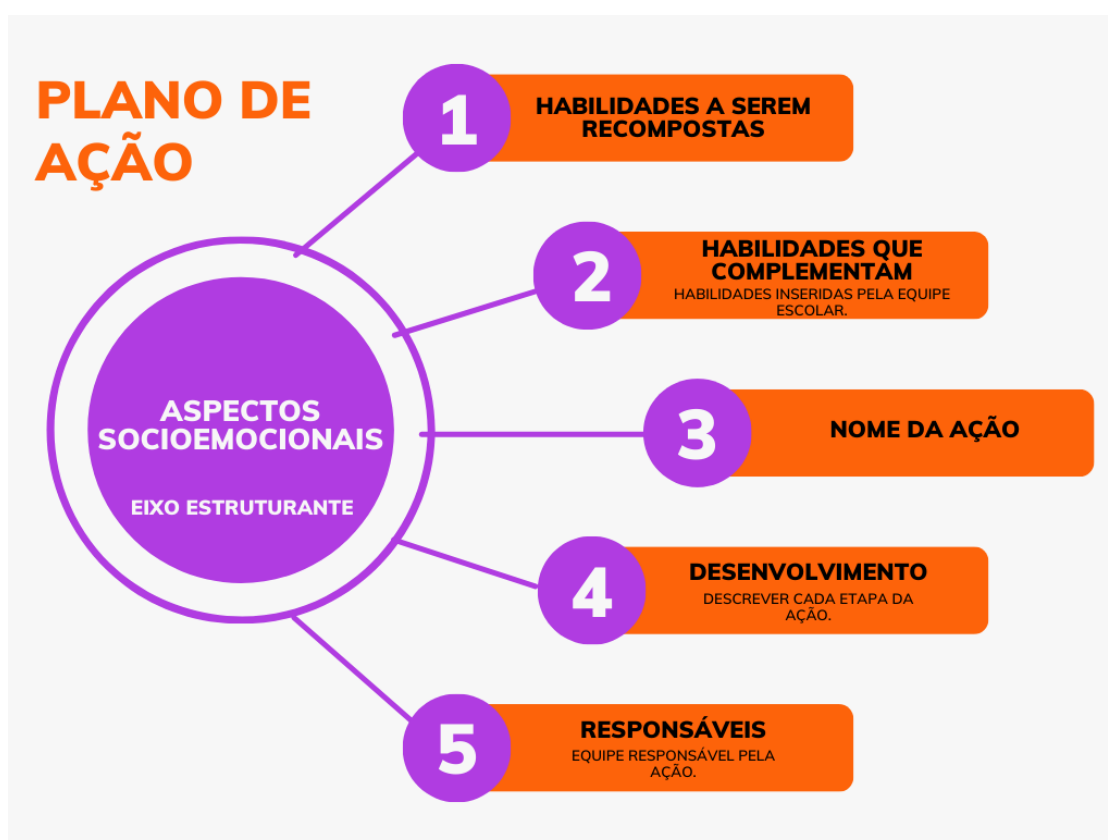 PLANO DE
AÇÃO
1
HABILIDADES A SEREM
RECOMPOSTAS
2
HABILIDADES QUE
COMPLEMENTAM
HABILIDADES INSERIDAS PELA EQUIPE
ESCOLAR.
ASPECTOS
SOCIOEMOCIONAIS
EIXO ESTRUTURANTE
3
NOME DA AÇÃO
4
DESENVOLVIMENTO
DESCREVER CADA ETAPA DA
AÇÃO.
5
RESPONSÁVEIS
EQUIPE RESPONSÁVEL PELA
AÇÃO.